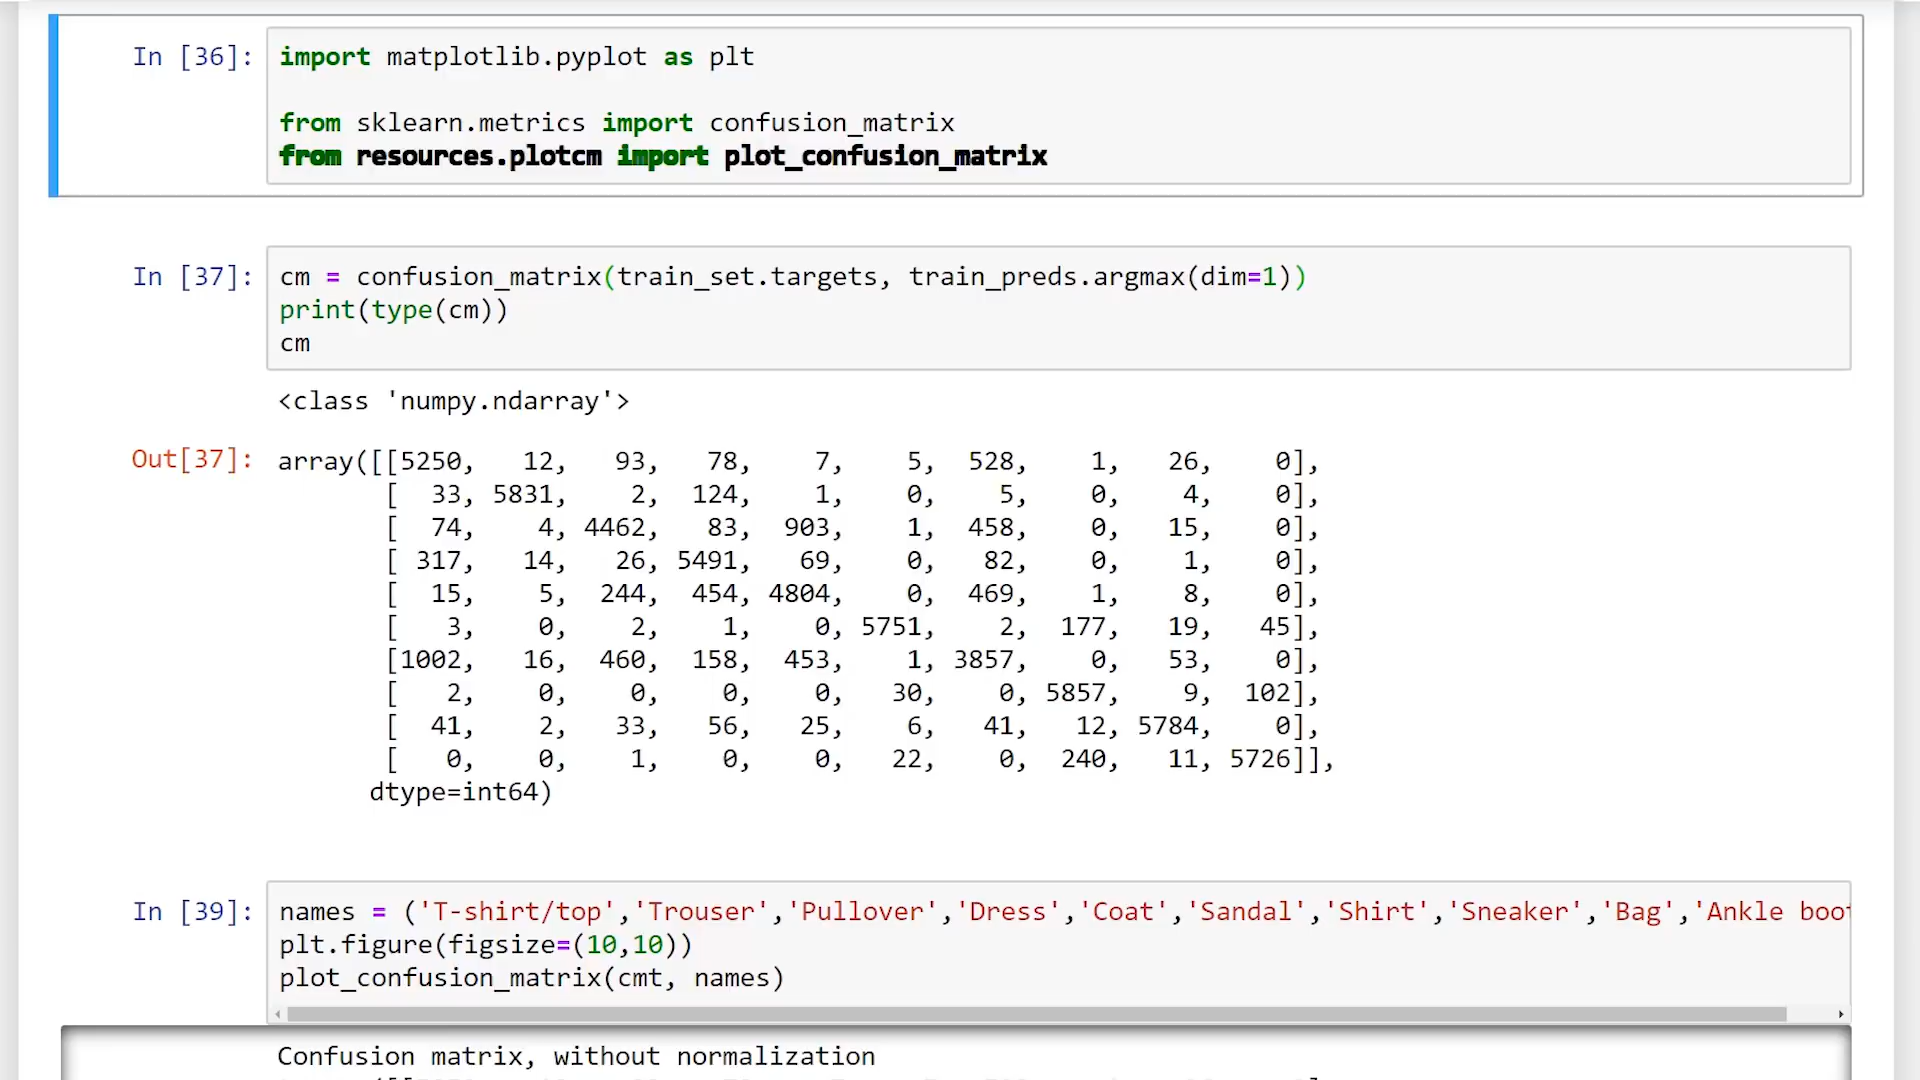 In [36]: import matplotlib.pyplot as plt
from sklearn.metrics import confusion_matrix
from resources.plotcm import plot_confusion_matrix
In [37]: cm = confusion_matrix(train_set.targets, train_preds.argmax(dim=1))
print(type(cm))
cm
<class 'numpy.ndarray'>
Out[37]: array([[5250, 12, 93, 78, 7, 5, 528, 1, 26, 0],
[ 33, 5831, 2, 124, 1, 0, 5, 0, 4, 0],
[ 74, 4, 4462, 83, 903, 1, 458, 0, 15, 0],
[ 317, 14, 26, 5491, 69, 0, 82, 0, 1, 0],
[ 15, 5, 244, 454, 4804, 0, 469, 1, 8, 0],
[ 3, 0, 2, 1, 0, 5751, 2, 177, 19, 45],
[1002, 16, 460, 158, 453, 1, 3857, 0, 53, 0],
[ 2, 0, 0, 0, 0, 30, 0, 5857, 9, 102],
[ 41, 2, 33, 56, 25, 6, 41, 12, 5784, 0],
[ 0, 0, 1, 0, 0, 22, 0, 240, 11, 5726]],
dtype=int64)
In [39]: names = ('T-shirt/top','Trouser','Pullover','Dress','Coat','Sandal','Shirt','Sneaker','Bag','Ankle boo
plt.figure(figsize=(10,10))
plot_confusion_matrix(cmt, names)
Confusion matrix, without normalization